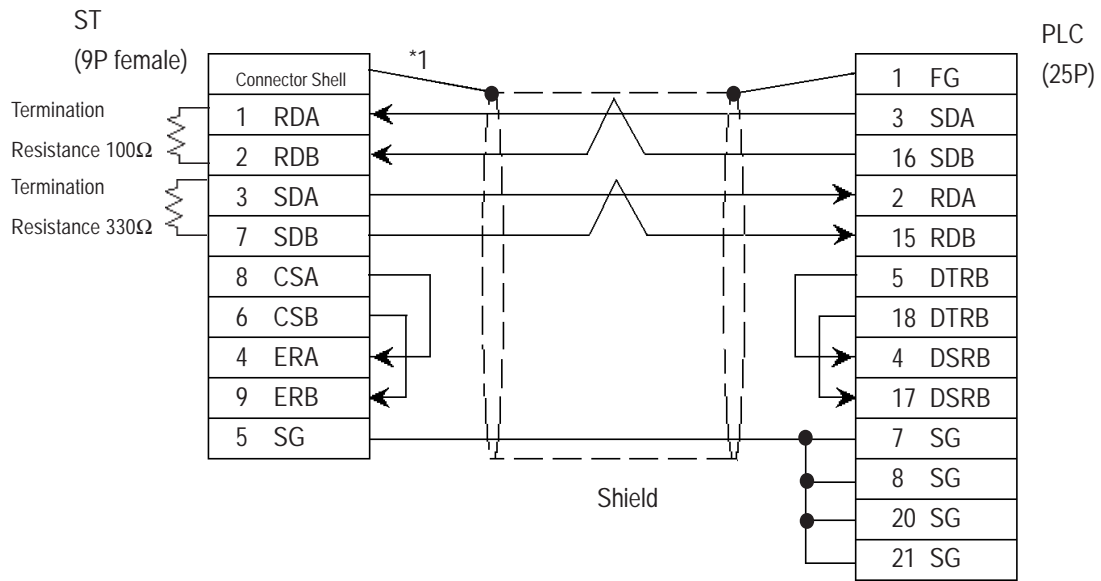 ST
(9P female)
*1
PLC
(25P)
Connector Shell
Termination
Resistance 100Ω
Termination
Resistance 330Ω
1 RDA
2 RDB
3 SDA
7 SDB
8 CSA
6 CSB
4 ERA
9 ERB
5 SG
Shield
1 FG
3 SDA
16 SDB
2 RDA
15 RDB
5 DTRB
18 DTRB
4 DSRB
17 DSRB
7 SG
8 SG
20 SG
21 SG